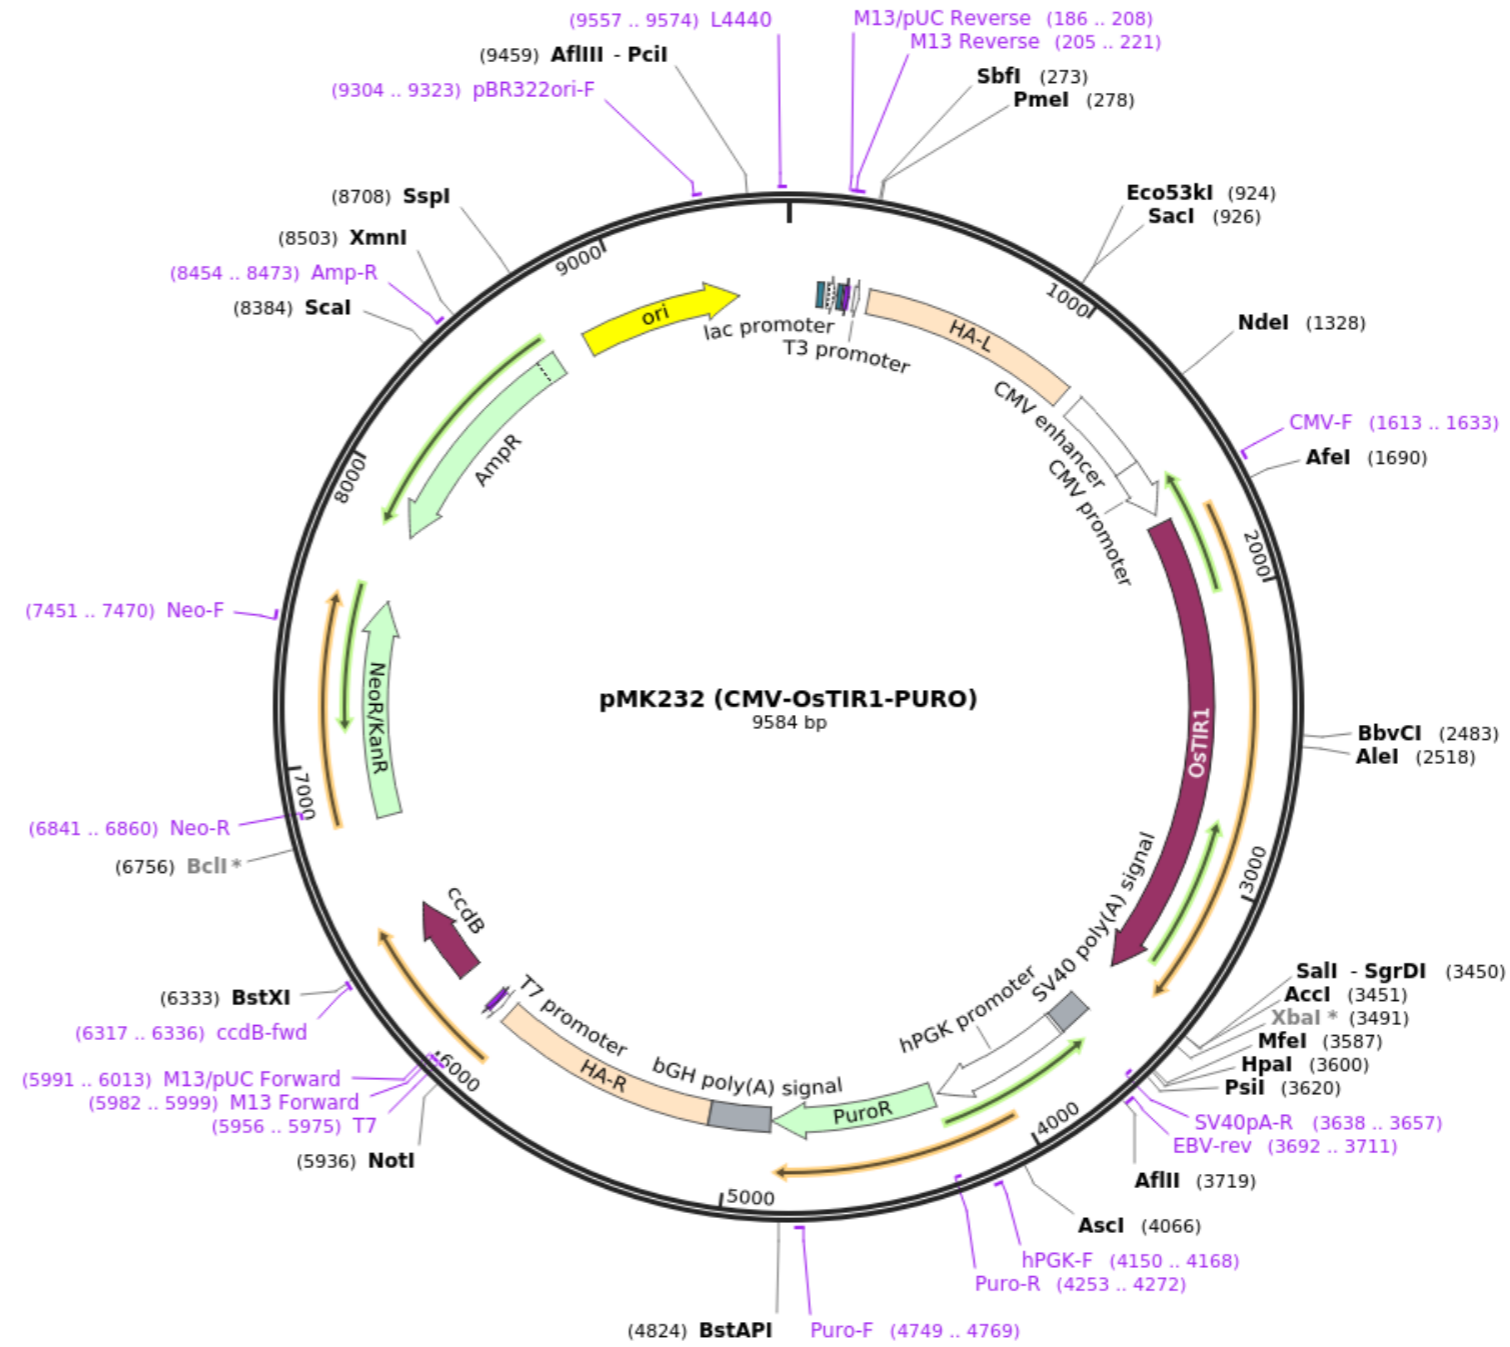 (9557 .. 9574) L4440
M13/pUC Reverse (186 .. 208)
M13 Reverse (205 .. 221)
(9459) AflIII - PciI
SbfI (273)
(9304 .. 9323) pBR322ori-F
PmeI (278)
(8708) SspI
Eco53kI (924)
SacI (926)
(8503) XmnI
(8454 .. 8473) Amp-R
(8384) ScaI
9000
1000
ori
lac promoter
T3 promoter
HA-L
NdeI (1328)
CMV enhancer
CMV promoter
CMV-F (1613 .. 1633)
AfeI (1690)
AmpR
8000
2000
(7451 .. 7470) Neo-F
NeoR/KanR
pMK232 (CMV-OsTIR1-PURO)
9584 bp
OsTIR1
BbvCI (2483)
AleI (2518)
7000
(6841 .. 6860) Neo-R
(6756) BclI *
3000
ccdB
SV40 poly(A) signal
hPGK promoter
T7 promoter
SalI - SgrDI (3450)
AccI (3451)
XbaI * (3491)
MfeI (3587)
HpaI (3600)
PsiI (3620)
(6333) BstXI
(6317 .. 6336) ccdB-fwd
6000
(5991 .. 6013) M13/pUC Forward
(5982 .. 5999) M13 Forward
(5956 .. 5975) T7
(5936) NotI
HA-R
bGH poly(A) signal
PuroR
4000
SV40pA-R (3638 .. 3657)
EBV-rev (3692 .. 3711)
AflII (3719)
5000
AscI (4066)
hPGK-F (4150 .. 4168)
Puro-R (4253 .. 4272)
(4824) BstAPI
Puro-F (4749 .. 4769)